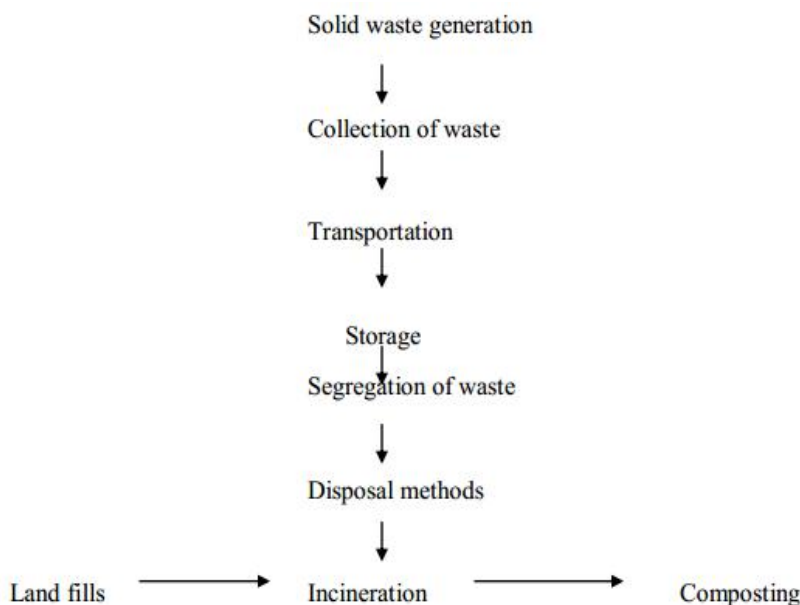 Solid waste generation
Collection of waste
Transportation
Storage
Segregation of waste
Disposal methods
Land fills Incineration Composting